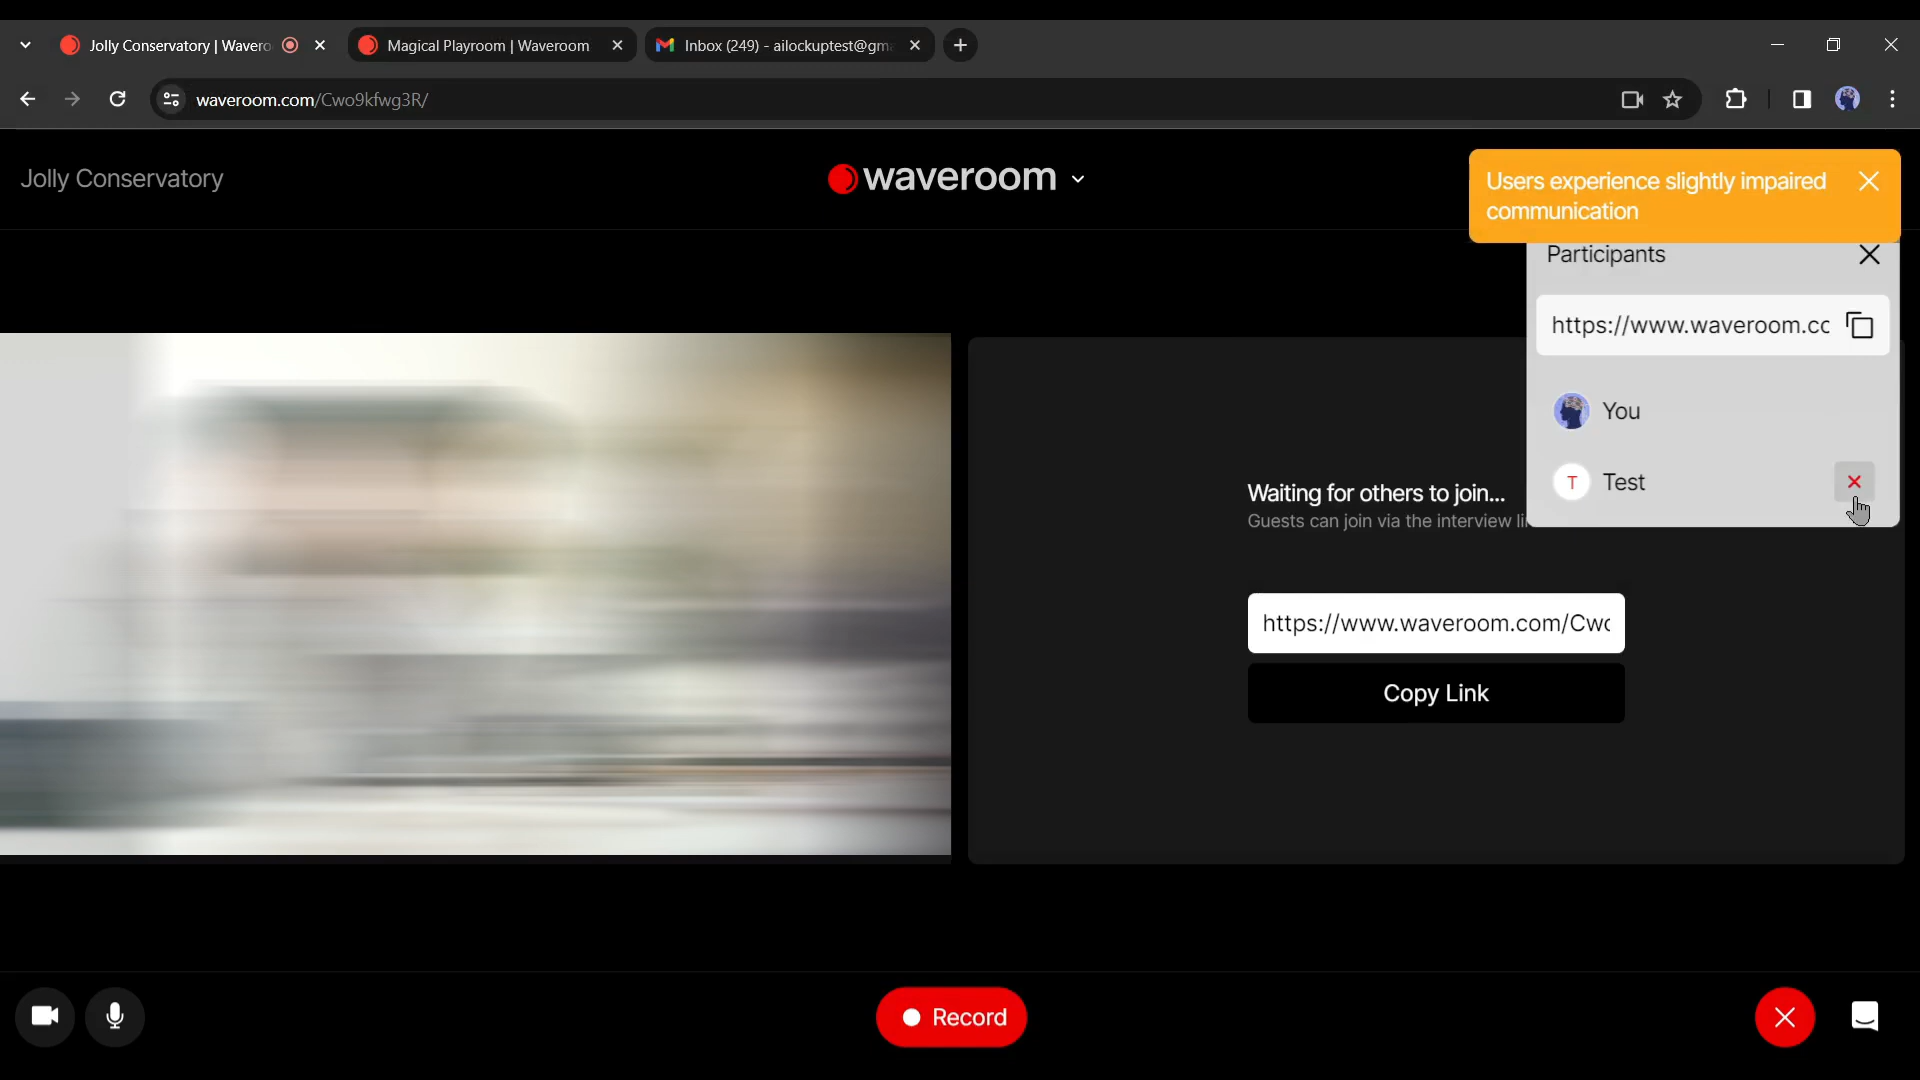 Jolly Conservatory | Wavero
Magical Playroom | Waveroom
Inbox (249) - ailockuptest@gma
waveroom.com/Cwo9kfwg3R/
Jolly Conservatory
waveroom
Users experience slightly impaired
communication
Participants
https://www.waveroom.cc
You
T Test
Waiting for others to join...
Guests can join via the interview li
https://www.waveroom.com/Cwo
Copy Link
Record